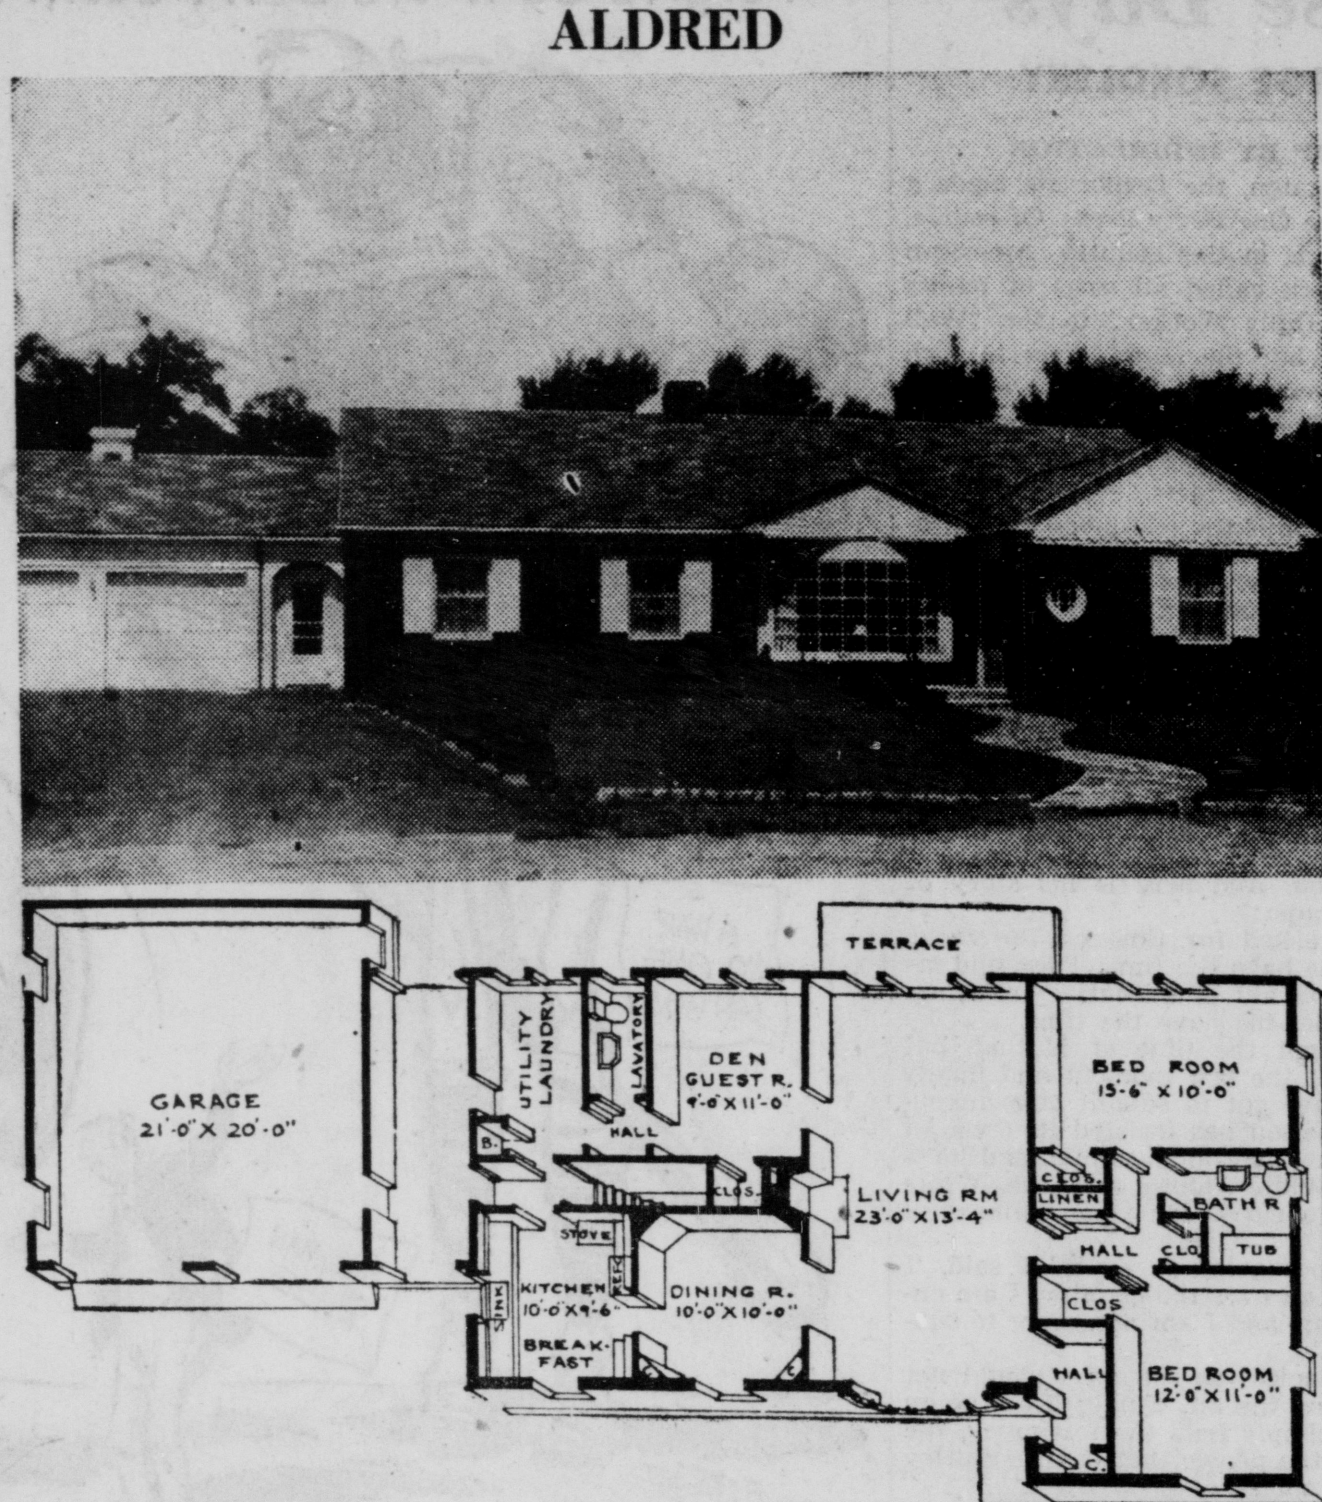 ALDRED
TERRACE
GARAGE
21'-0" X 20'-0"
UTILITY
LAUNDRY
LAVATORY
DEN
GUEST R.
9'-0" X 11'-0"
BED ROOM
15'-6" X 10'-0"
B.
HALL
CLOS.
LIVING RM
23'-0" X 13'-4"
CLOS.
LINEN
BATH R
HALL
CLO
TUB
STOVE
REF.
SINK
KITCHEN
10'-0" X 9'-6"
DINING R.
10'-0" X 10'-0"
CLOS
BREAK-
FAST
C
C
HALL
BED ROOM
12'-0" X 11'-0"
C.